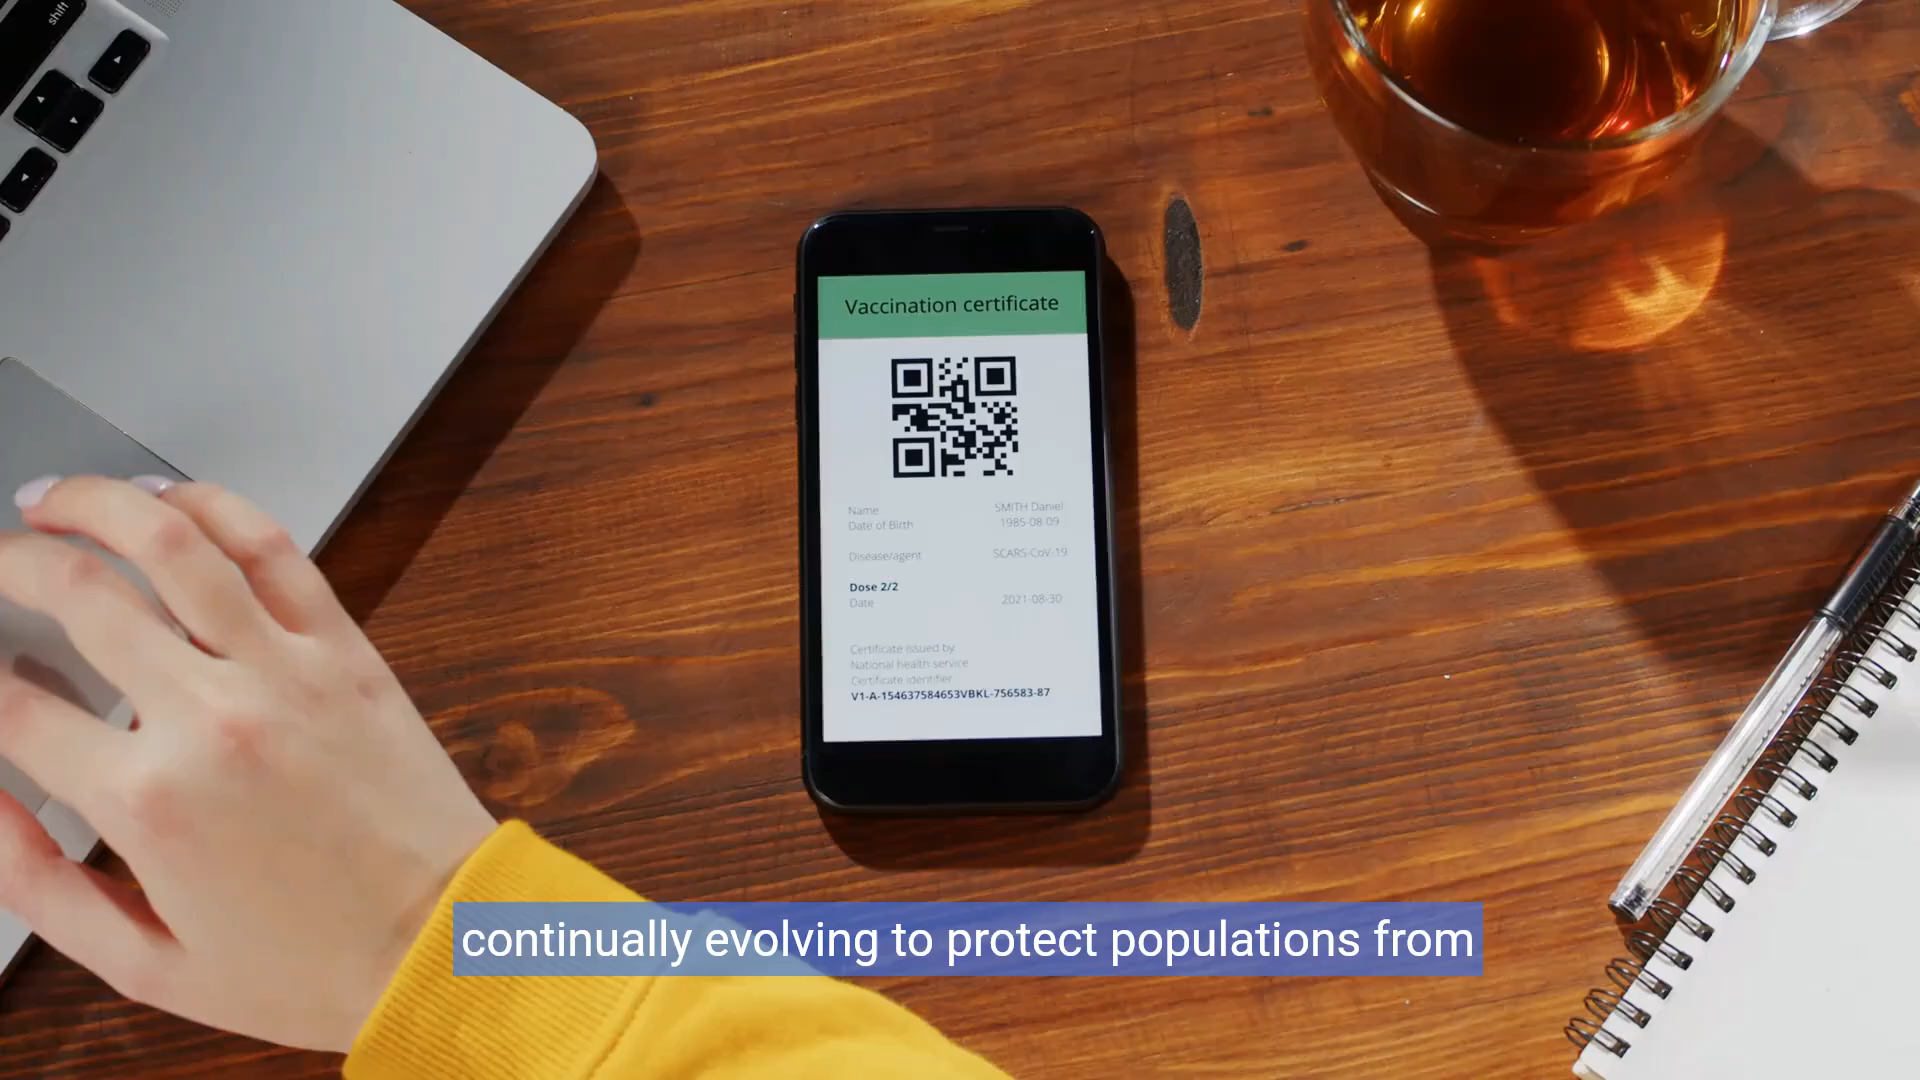 shift
Vaccination certificate
Name SMITH Daniel
Date of Birth 1985-08-09
Disease/agent SCARS-CoV-19
Dose 2/2
Date 2021-08-30
Certificate issued by
National health service
Certificate identifier
V1-A-154637584653VBKL-756583-87
continually evolving to protect populations from